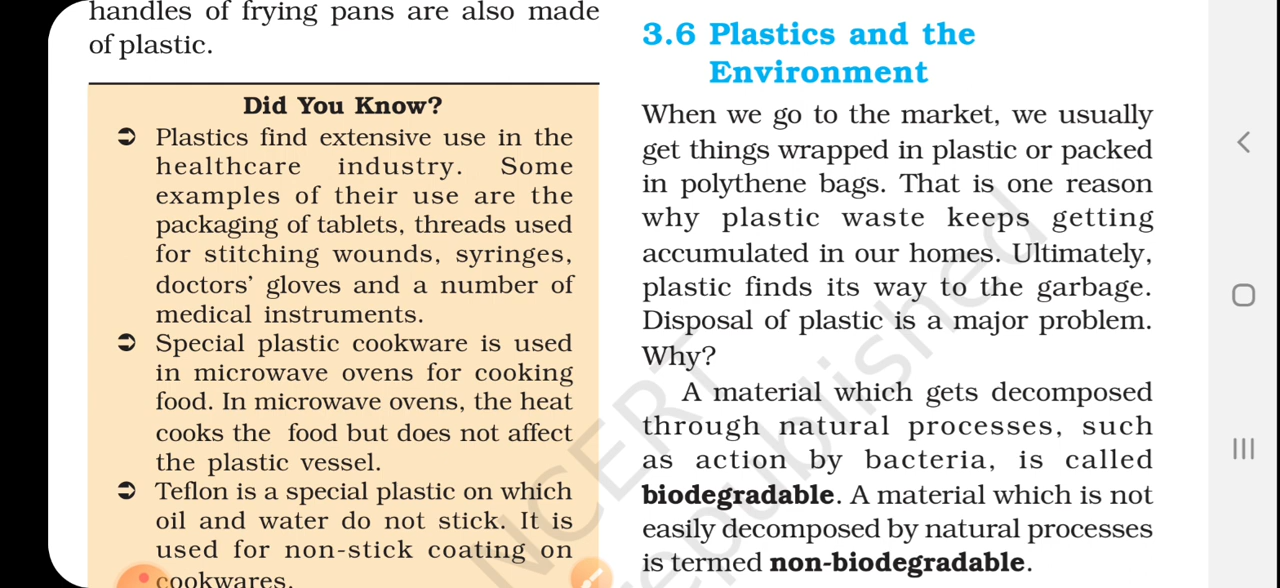 handles of frying pans are also made
of plastic.
Did You Know?
➲ Plastics find extensive use in the
healthcare industry. Some
examples of their use are the
packaging of tablets, threads used
for stitching wounds, syringes,
doctors’ gloves and a number of
medical instruments.
➲ Special plastic cookware is used
in microwave ovens for cooking
food. In microwave ovens, the heat
cooks the food but does not affect
the plastic vessel.
➲ Teflon is a special plastic on which
oil and water do not stick. It is
used for non-stick coating on
cookwares.
3.6 Plastics and the
Environment
When we go to the market, we usually
get things wrapped in plastic or packed
in polythene bags. That is one reason
why plastic waste keeps getting
accumulated in our homes. Ultimately,
plastic finds its way to the garbage.
Disposal of plastic is a major problem.
Why?
A material which gets decomposed
through natural processes, such
as action by bacteria, is called
biodegradable. A material which is not
easily decomposed by natural processes
is termed non-biodegradable.
NCERT
republished